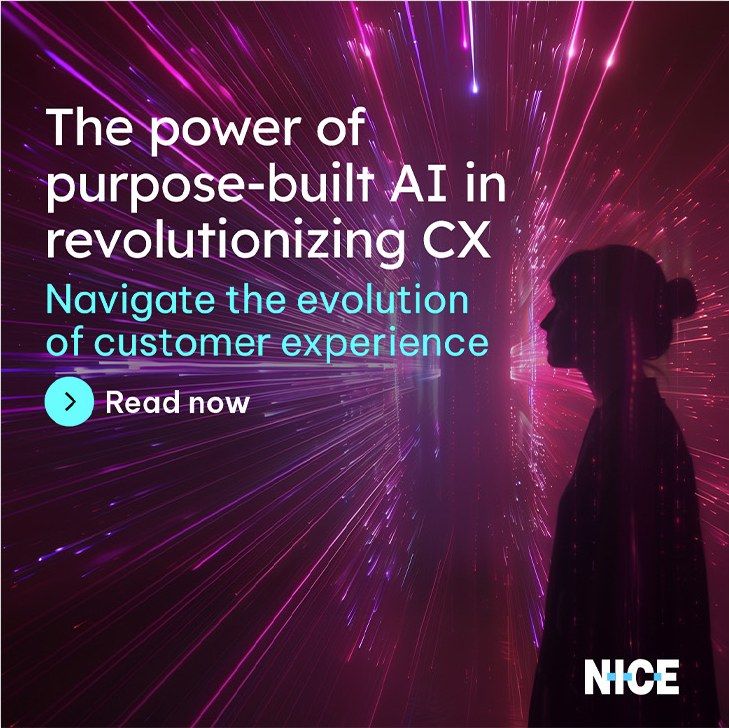 The power of
purpose-built AI in
revolutionizing CX
Navigate the evolution
of customer experience
Read now
NICE